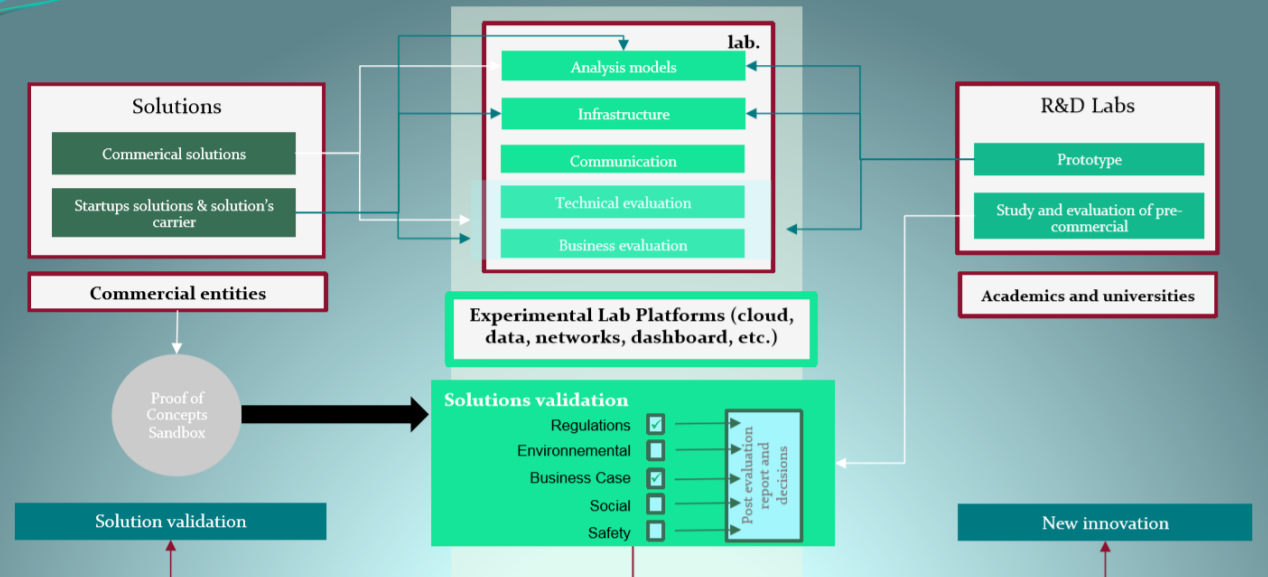 Solutions
Commerical solutions
Startups solutions & solution's
carrier
Commercial entities
Proof of
Concepts
Sandbox
Solution validation
lab.
Analysis models
Infrastructure
Communication
Technical evaluation
Business evaluation
Experimental Lab Platforms (cloud,
data, networks, dashboard, etc.)
Solutions validation
Regulations
Environnemental
Business Case
Social
Safety
Post evaluation
report and
decisions
R&D Labs
Prototype
Study and evaluation of pre-
commercial
Academics and universities
New innovation